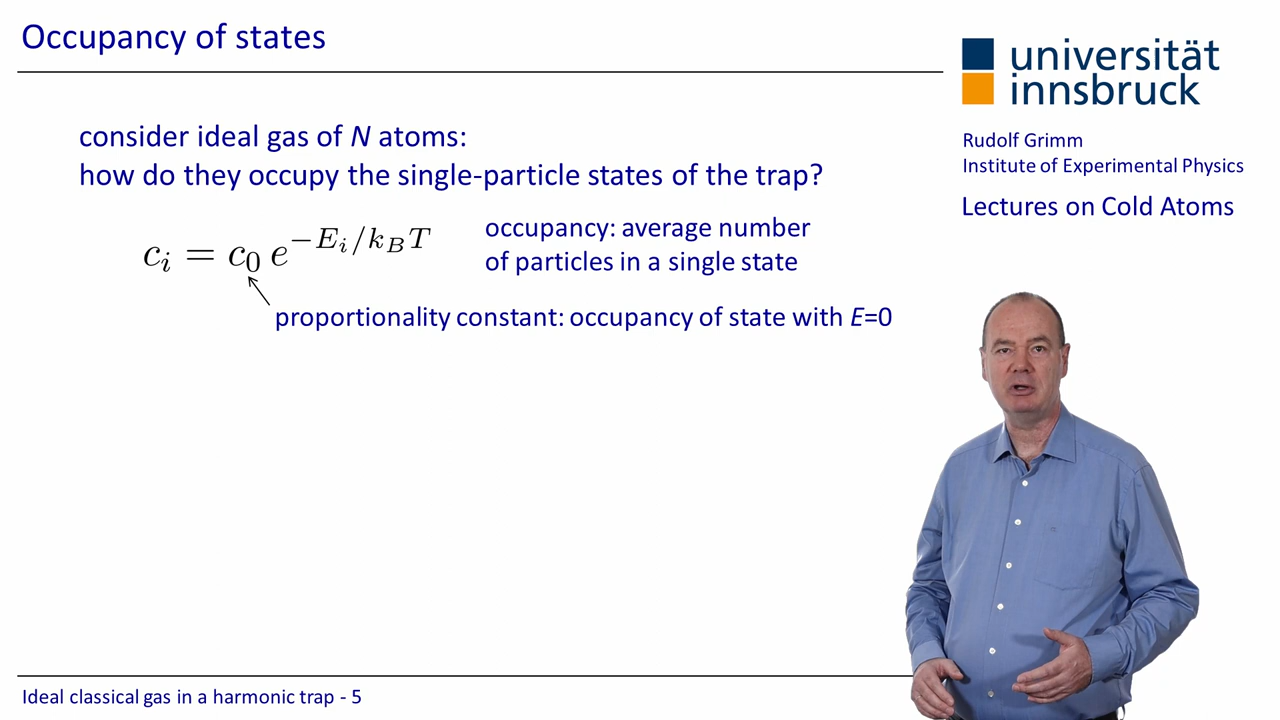 Occupancy of states
universität
innsbruck
Rudolf Grimm
Institute of Experimental Physics
Lectures on Cold Atoms
consider ideal gas of N atoms:
how do they occupy the single-particle states of the trap?
c_i = c_0 e^{-E_i/k_BT}
occupancy: average number
of particles in a single state
proportionality constant: occupancy of state with E=0
Ideal classical gas in a harmonic trap - 5